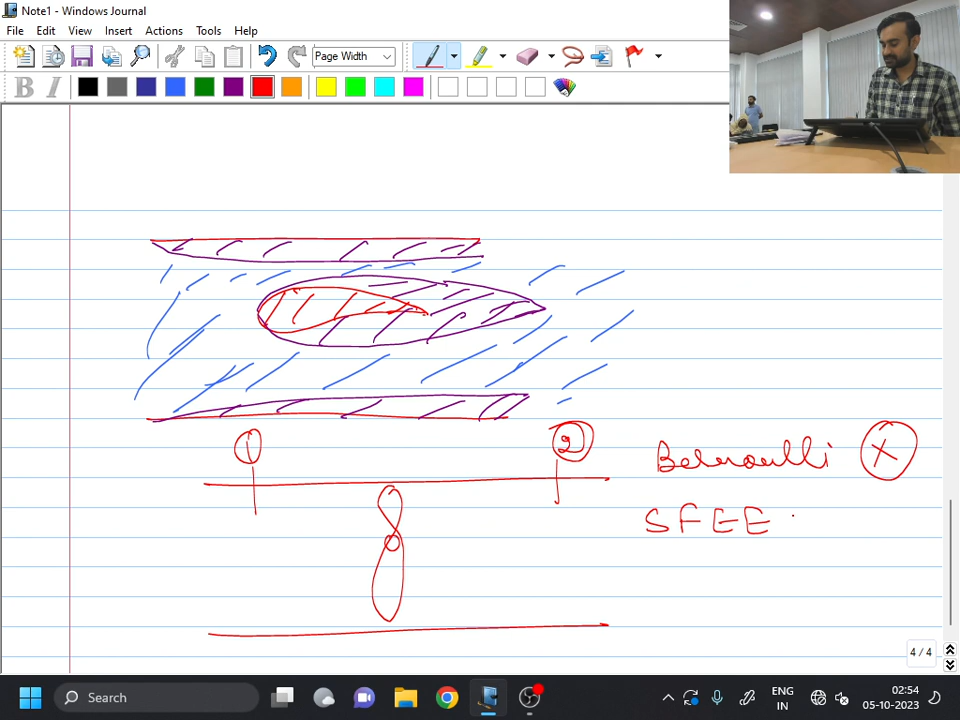 Note1 - Windows Journal
File Edit View Insert Actions Tools Help
Page Width
B I
1
2
Bernoulli X
SFEE
4 / 4
Search
ENG
IN
02:54
05-10-2023